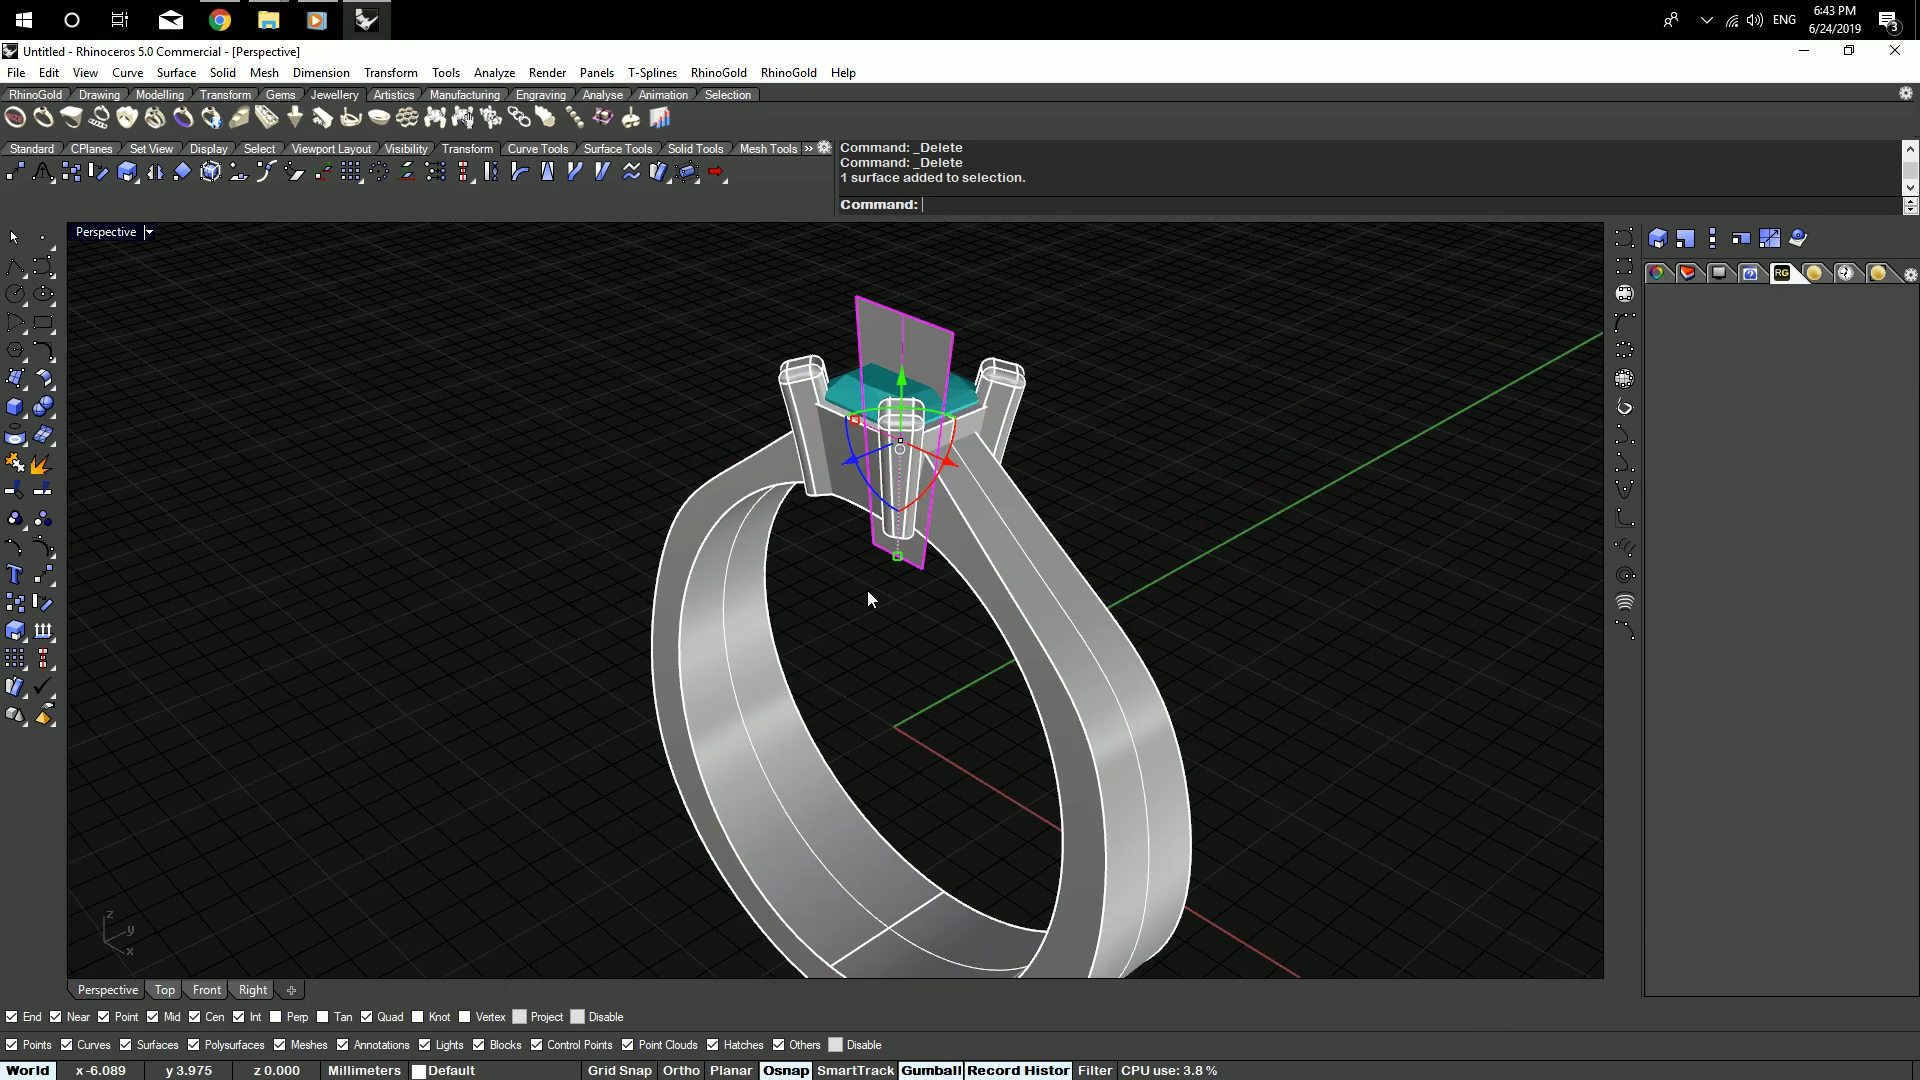 6:43 PM
ENG
6/24/2019
3
Untitled - Rhinoceros 5.0 Commercial - [Perspective]
File Edit View Curve Surface Solid Mesh Dimension Transform Tools Analyze Render Panels T-Splines RhinoGold RhinoGold Help
RhinoGold Drawing Modelling Transform Gems Jewellery Artistics Manufacturing Engraving Analyse Animation Selection
Standard CPlanes Set View Display Select Viewport Layout Visibility Transform Curve Tools Surface Tools Solid Tools Mesh Tools »
Command: _Delete
Command: _Delete
1 surface added to selection.
Command:
Perspective
RG
z
y
x
Perspective Top Front Right
End Near Point Mid Cen Int Perp Tan Quad Knot Vertex Project Disable
Points Curves Surfaces Polysurfaces Meshes Annotations Lights Blocks Control Points Point Clouds Hatches Others Disable
World x -6.089 y 3.975 z 0.000 Millimeters Default Grid Snap Ortho Planar Osnap SmartTrack Gumball Record Histor Filter CPU use: 3.8 %